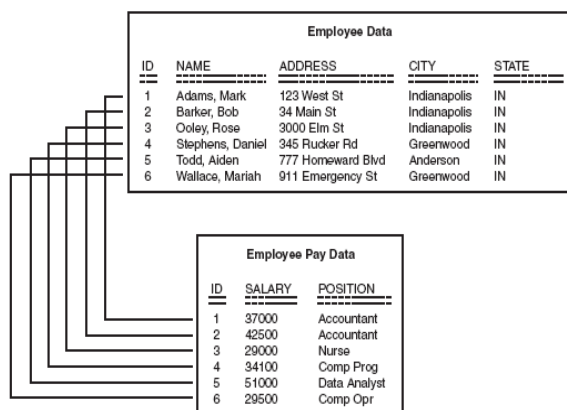 Employee Data
ID NAME ADDRESS CITY STATE
1 Adams, Mark 123 West St Indianapolis IN
2 Barker, Bob 34 Main St Indianapolis IN
3 Ooley, Rose 3000 Elm St Indianapolis IN
4 Stephens, Daniel 345 Rucker Rd Greenwood IN
5 Todd, Aiden 777 Homeward Blvd Anderson IN
6 Wallace, Mariah 911 Emergency St Greenwood IN
Employee Pay Data
ID SALARY POSITION
1 37000 Accountant
2 42500 Accountant
3 29000 Nurse
4 34100 Comp Prog
5 51000 Data Analyst
6 29500 Comp Opr